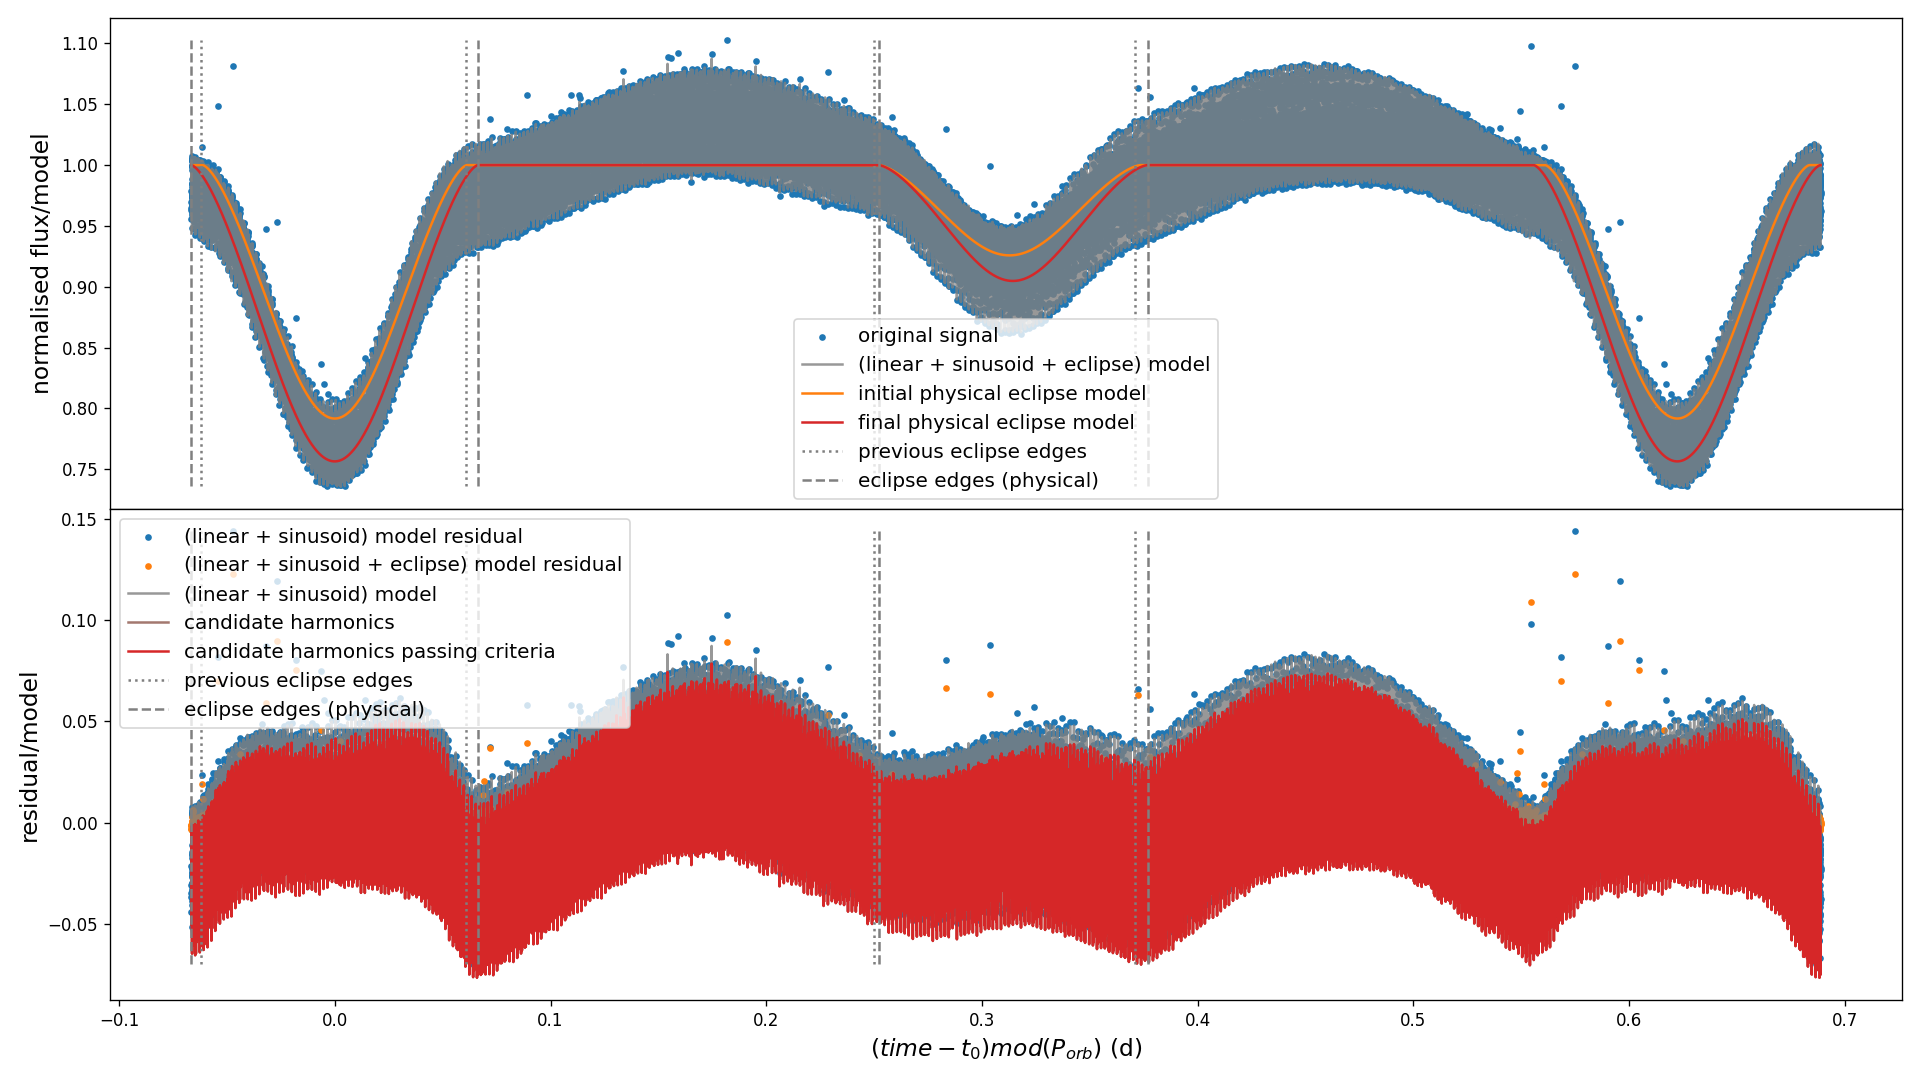 normalised flux/model
1.10
1.05
1.00
0.95
0.90
0.85
0.80
0.75
original signal
(linear + sinusoid + eclipse) model
initial physical eclipse model
final physical eclipse model
previous eclipse edges
eclipse edges (physical)
residual/model
0.15
0.10
0.05
0.00
−0.05
(linear + sinusoid) model residual
(linear + sinusoid + eclipse) model residual
(linear + sinusoid) model
candidate harmonics
candidate harmonics passing criteria
previous eclipse edges
eclipse edges (physical)
−0.1 0.0 0.1 0.2 0.3 0.4 0.5 0.6 0.7
(time − t₀)mod(P_orb) (d)